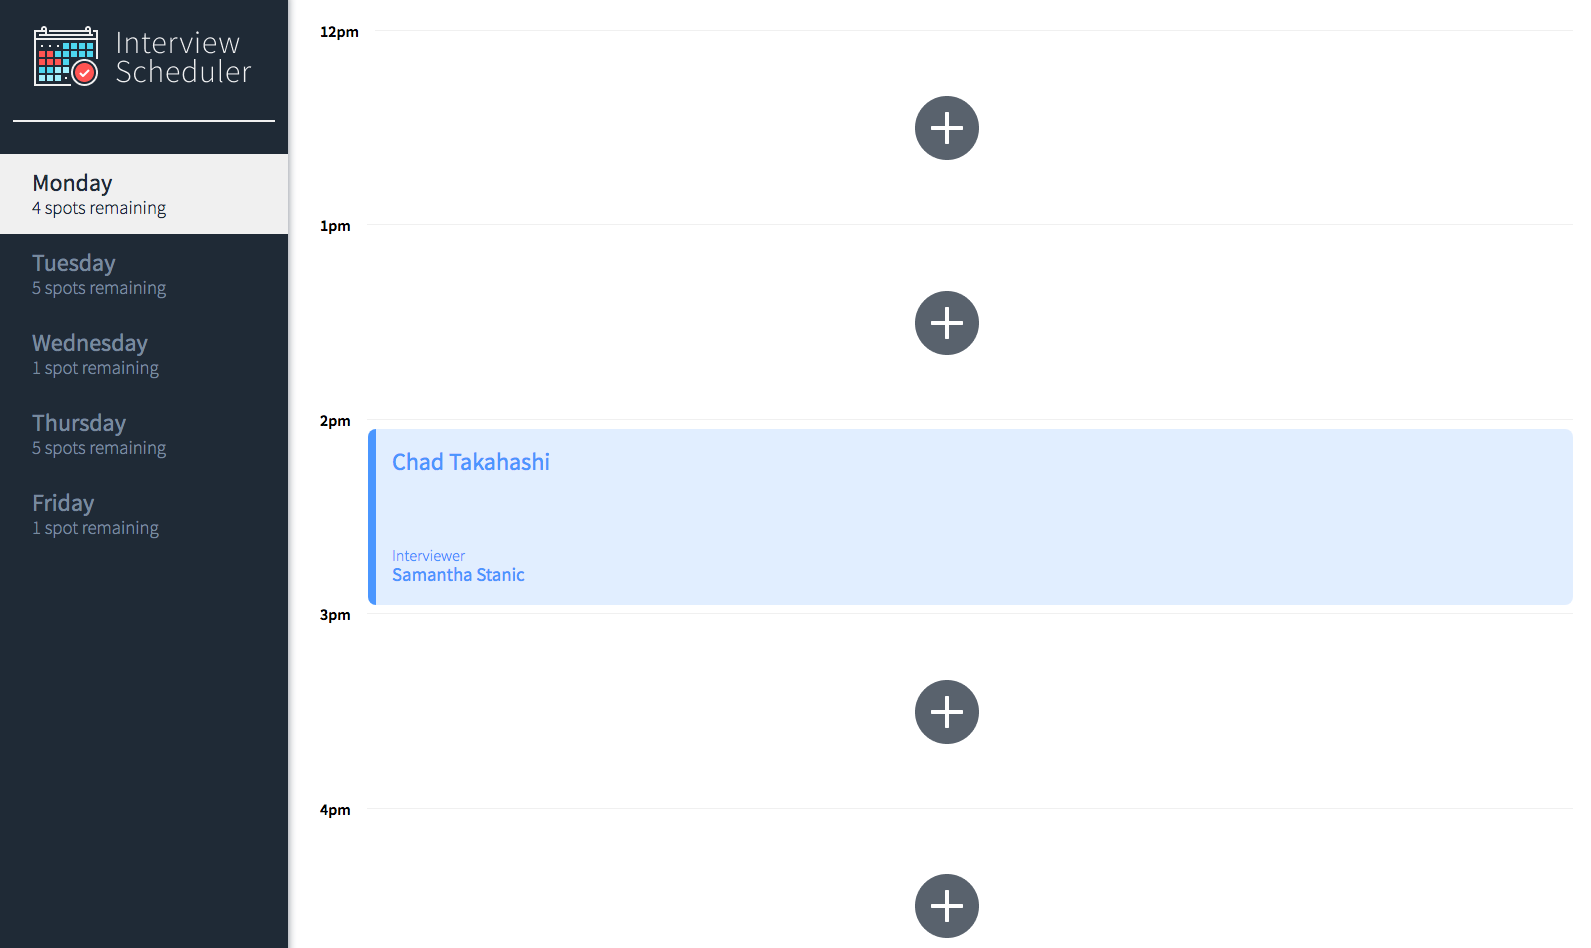 Interview
Scheduler
Monday
4 spots remaining
Tuesday
5 spots remaining
Wednesday
1 spot remaining
Thursday
5 spots remaining
Friday
1 spot remaining
12pm
1pm
2pm
Chad Takahashi
Interviewer
Samantha Stanic
3pm
4pm